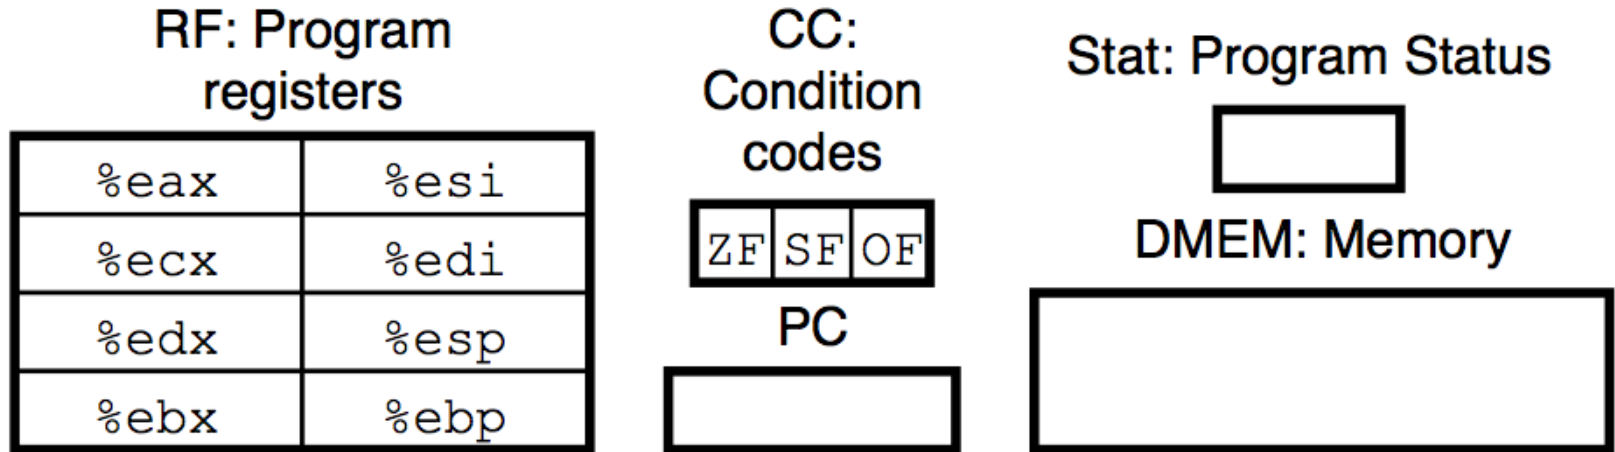 RF: Program
registers
%eax %esi
%ecx %edi
%edx %esp
%ebx %ebp
CC:
Condition
codes
ZF SF OF
PC
Stat: Program Status
DMEM: Memory